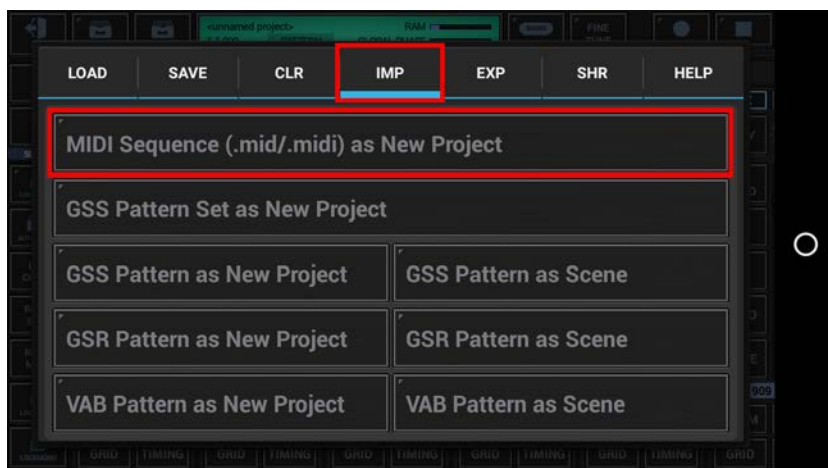 <unnamed project> RAM
FINE
LOAD SAVE CLR IMP EXP SHR HELP
MIDI Sequence (.mid/.midi) as New Project
GSS Pattern Set as New Project
GSS Pattern as New Project GSS Pattern as Scene
GSR Pattern as New Project GSR Pattern as Scene
VAB Pattern as New Project VAB Pattern as Scene
909
GRID TIMING GRID TIMING GRID TIMING GRID TIMING GRID TIMING GRID